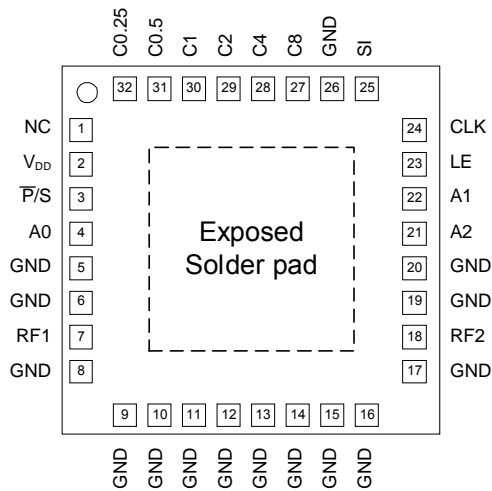 C0.25
C0.5
C1
C2
C4
C8
GND
SI
32
31
30
29
28
27
26
25
NC 1
24 CLK
V_DD 2
23 LE
P̅/S 3
22 A1
A0 4
21 A2
GND 5
20 GND
GND 6
19 GND
RF1 7
18 RF2
GND 8
17 GND
Exposed
Solder pad
9
10
11
12
13
14
15
16
GND
GND
GND
GND
GND
GND
GND
GND